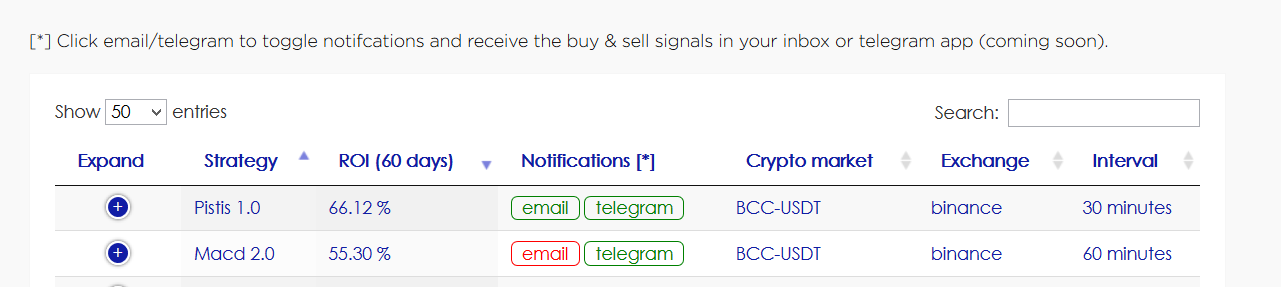 [*] Click email/telegram to toggle notifcations and receive the buy & sell signals in your inbox or telegram app (coming soon).
Show 50 entries Search:
Expand Strategy ROI (60 days) Notifications [*] Crypto market Exchange Interval
Pistis 1.0 66.12 % email telegram BCC-USDT binance 30 minutes
Macd 2.0 55.30 % email telegram BCC-USDT binance 60 minutes